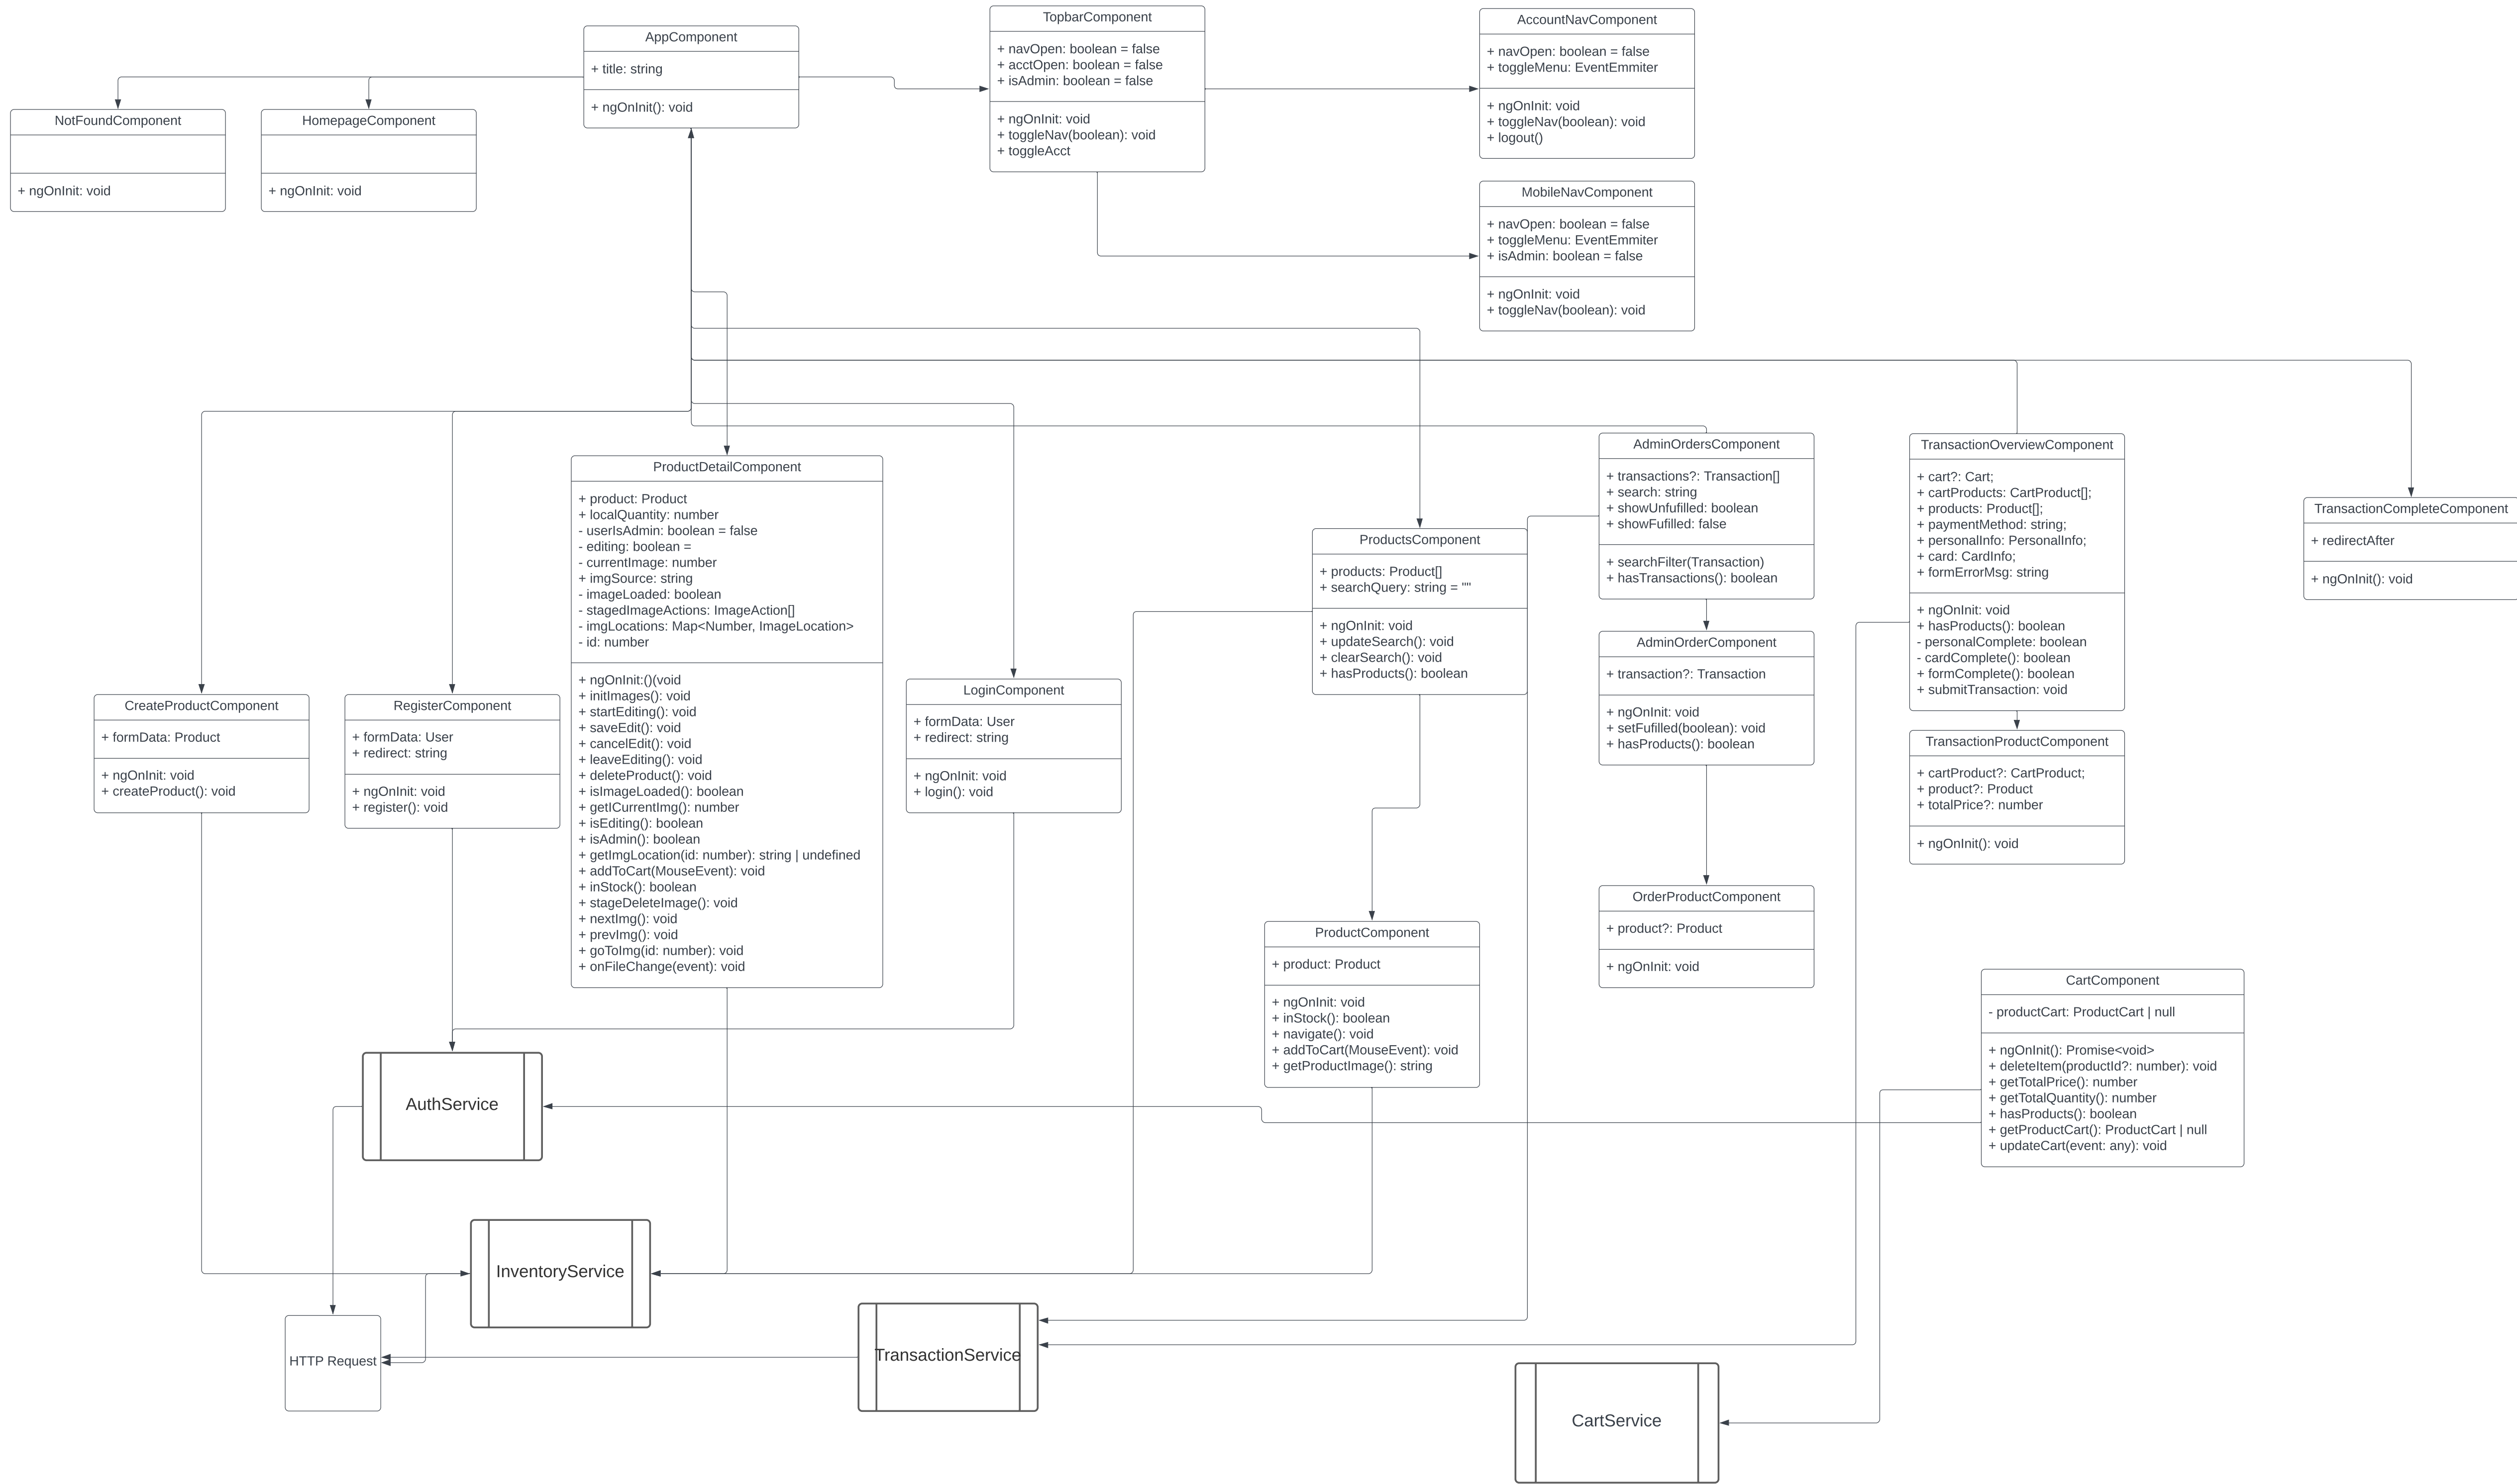 AppComponent
+ title: string
+ ngOnInit(): void
TopbarComponent
+ navOpen: boolean = false
+ acctOpen: boolean = false
+ isAdmin: boolean = false
+ ngOnInit: void
+ toggleNav(boolean): void
+ toggleAcct
AccountNavComponent
+ navOpen: boolean = false
+ toggleMenu: EventEmmiter
+ ngOnInit: void
+ toggleNav(boolean): void
+ logout()
NotFoundComponent
+ ngOnInit: void
HomepageComponent
+ ngOnInit: void
MobileNavComponent
+ navOpen: boolean = false
+ toggleMenu: EventEmmiter
+ isAdmin: boolean = false
+ ngOnInit: void
+ toggleNav(boolean): void
CreateProductComponent
+ formData: Product
+ ngOnInit: void
+ createProduct(): void
RegisterComponent
+ formData: User
+ redirect: string
+ ngOnInit: void
+ register(): void
ProductDetailComponent
+ product: Product
+ localQuantity: number
- userIsAdmin: boolean = false
- editing: boolean =
- currentImage: number
+ imgSource: string
- imageLoaded: boolean
- stagedImageActions: ImageAction[]
- imgLocations: Map<Number, ImageLocation>
- id: number
+ ngOnInit:()(void
+ initImages(): void
+ startEditing(): void
+ saveEdit(): void
+ cancelEdit(): void
+ leaveEditing(): void
+ deleteProduct(): void
+ isImageLoaded(): boolean
+ getICurrentImg(): number
+ isEditing(): boolean
+ isAdmin(): boolean
+ getImgLocation(id: number): string | undefined
+ addToCart(MouseEvent): void
+ inStock(): boolean
+ stageDeleteImage(): void
+ nextImg(): void
+ prevImg(): void
+ goToImg(id: number): void
+ onFileChange(event): void
LoginComponent
+ formData: User
+ redirect: string
+ ngOnInit: void
+ login(): void
ProductsComponent
+ products: Product[]
+ searchQuery: string = ""
+ ngOnInit: void
+ updateSearch(): void
+ clearSearch(): void
+ hasProducts(): boolean
AdminOrdersComponent
+ transactions?: Transaction[]
+ search: string
+ showUnfufilled: boolean
+ showFufilled: false
+ searchFilter(Transaction)
+ hasTransactions(): boolean
AdminOrderComponent
+ transaction?: Transaction
+ ngOnInit: void
+ setFufilled(boolean): void
+ hasProducts(): boolean
OrderProductComponent
+ product?: Product
+ ngOnInit: void
TransactionOverviewComponent
+ cart?: Cart;
+ cartProducts: CartProduct[];
+ products: Product[];
+ paymentMethod: string;
+ personalInfo: PersonalInfo;
+ card: CardInfo;
+ formErrorMsg: string
+ ngOnInit: void
+ hasProducts(): boolean
- personalComplete: boolean
- cardComplete(): boolean
+ formComplete(): boolean
+ submitTransaction: void
TransactionProductComponent
+ cartProduct?: CartProduct;
+ product?: Product
+ totalPrice?: number
+ ngOnInit(): void
TransactionCompleteComponent
+ redirectAfter
+ ngOnInit(): void
ProductComponent
+ product: Product
+ ngOnInit: void
+ inStock(): boolean
+ navigate(): void
+ addToCart(MouseEvent): void
+ getProductImage(): string
CartComponent
- productCart: ProductCart | null
+ ngOnInit(): Promise<void>
+ deleteItem(productId?: number): void
+ getTotalPrice(): number
+ getTotalQuantity(): number
+ hasProducts(): boolean
+ getProductCart(): ProductCart | null
+ updateCart(event: any): void
AuthService
InventoryService
HTTP Request
TransactionService
CartService